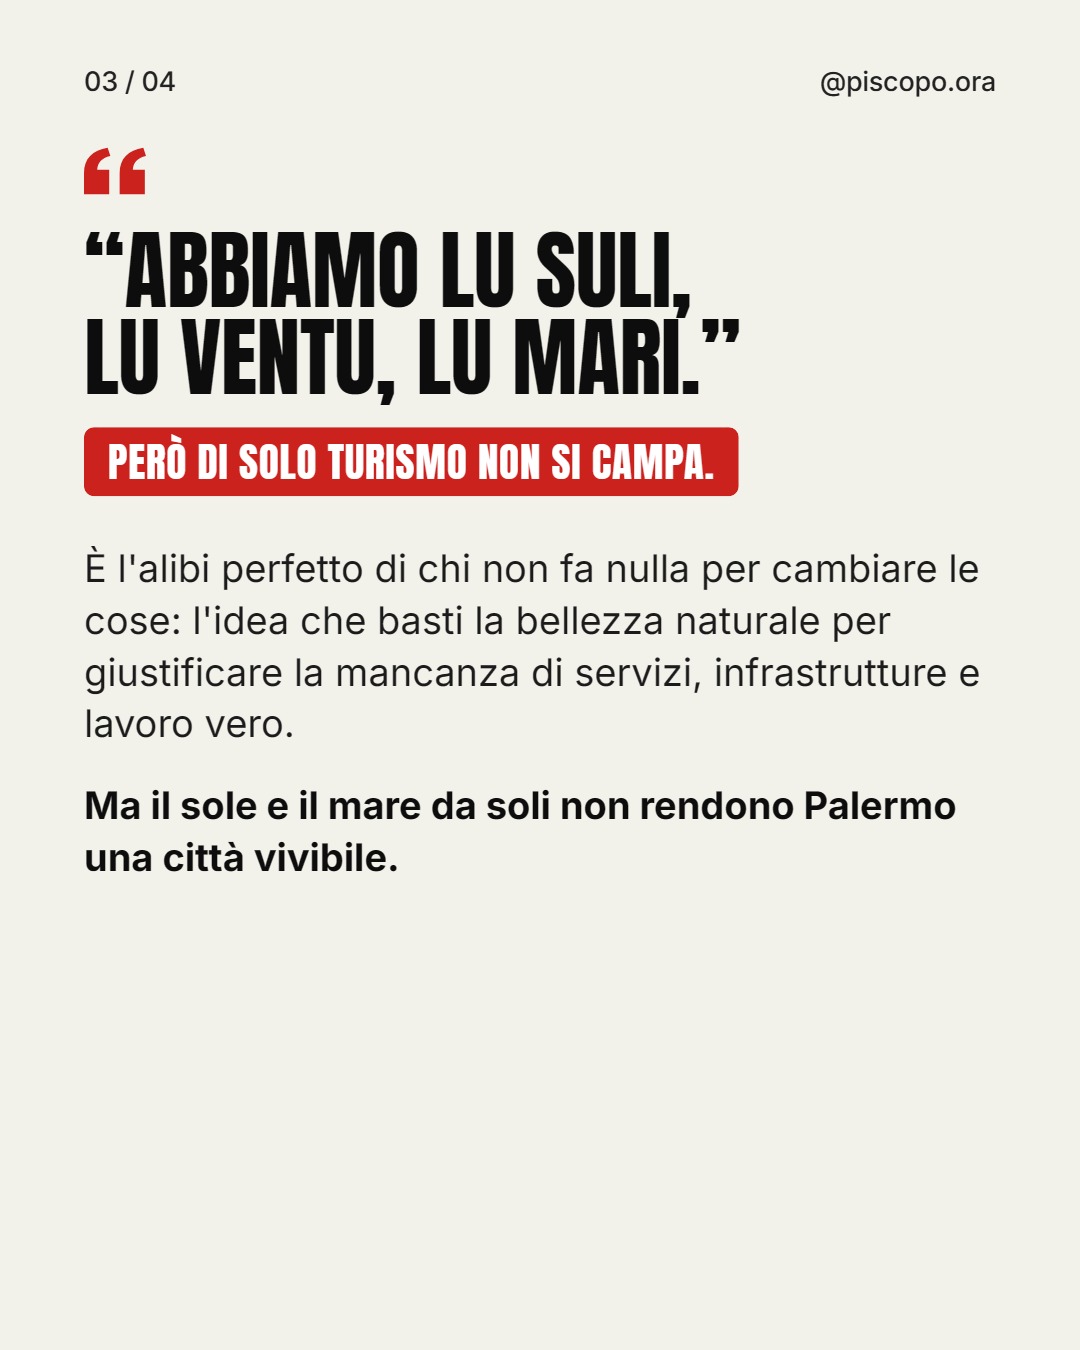 03 / 04
@piscopo.ora
“
“ABBIAMO LU SULI,
LU VENTU, LU MARI.”
PERÒ DI SOLO TURISMO NON SI CAMPA.
È l'alibi perfetto di chi non fa nulla per cambiare le
cose: l'idea che basti la bellezza naturale per
giustificare la mancanza di servizi, infrastrutture e
lavoro vero.
Ma il sole e il mare da soli non rendono Palermo
una città vivibile.